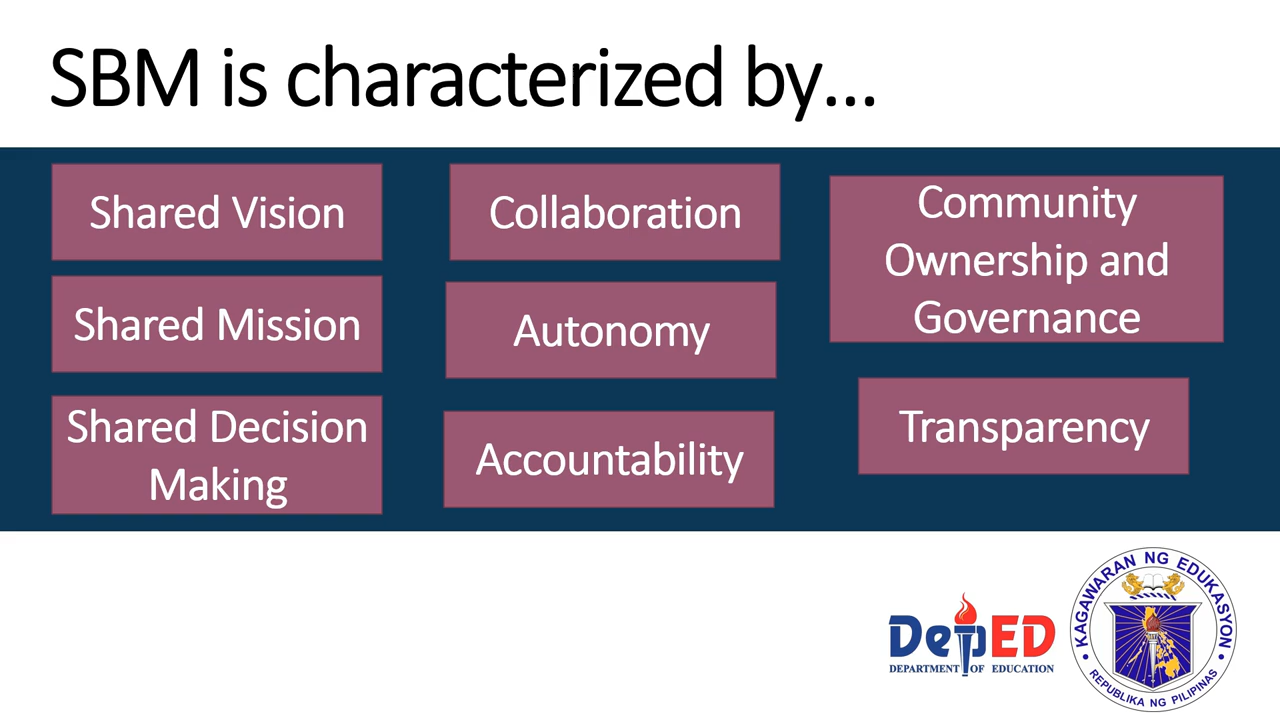 SBM is characterized by...
Shared Vision
Shared Mission
Shared Decision
Making
Collaboration
Autonomy
Accountability
Community
Ownership and
Governance
Transparency
DepED
DEPARTMENT OF EDUCATION
KAGAWARAN NG EDUKASYON
REPUBLIKA NG PILIPINAS